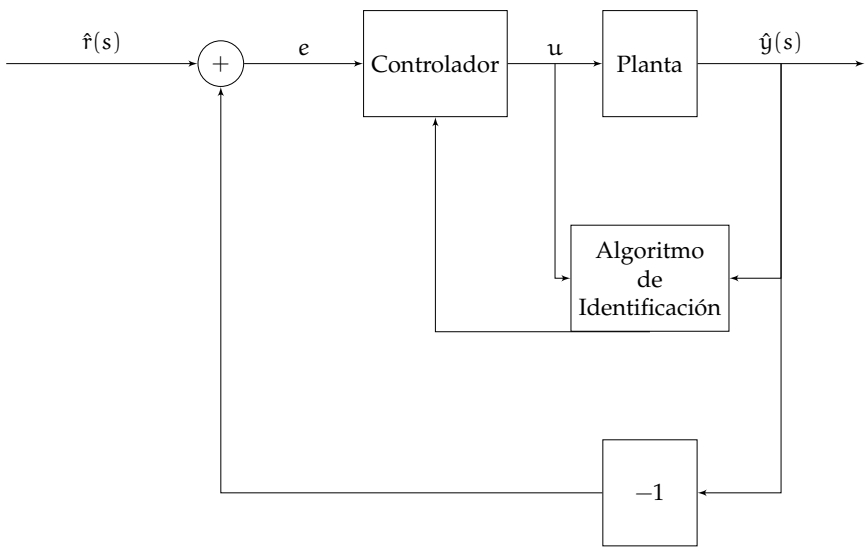 r̂(s)
+
e
Controlador
u
Planta
ŷ(s)
Algoritmo
de
Identificación
−1